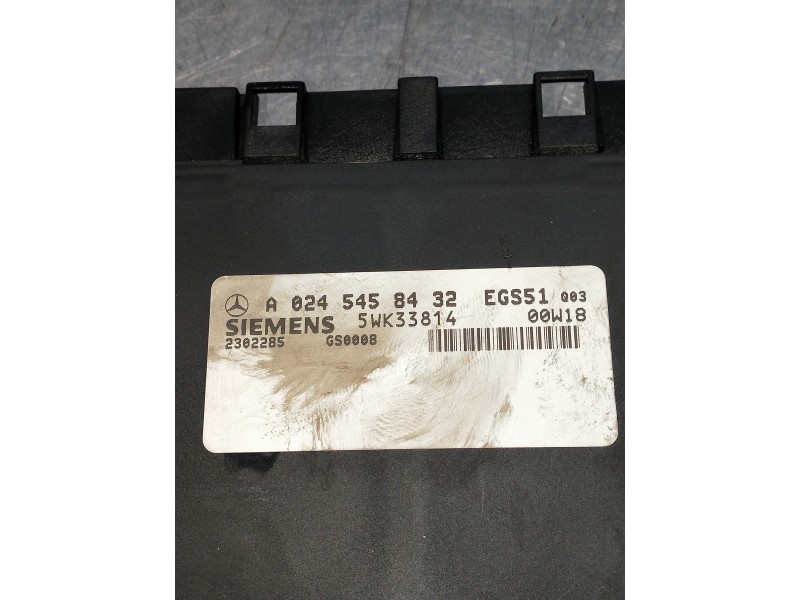 A 024 545 84 32 EGS51 Q03
SIEMENS 5WK33814 00W18
2302285 GS0008